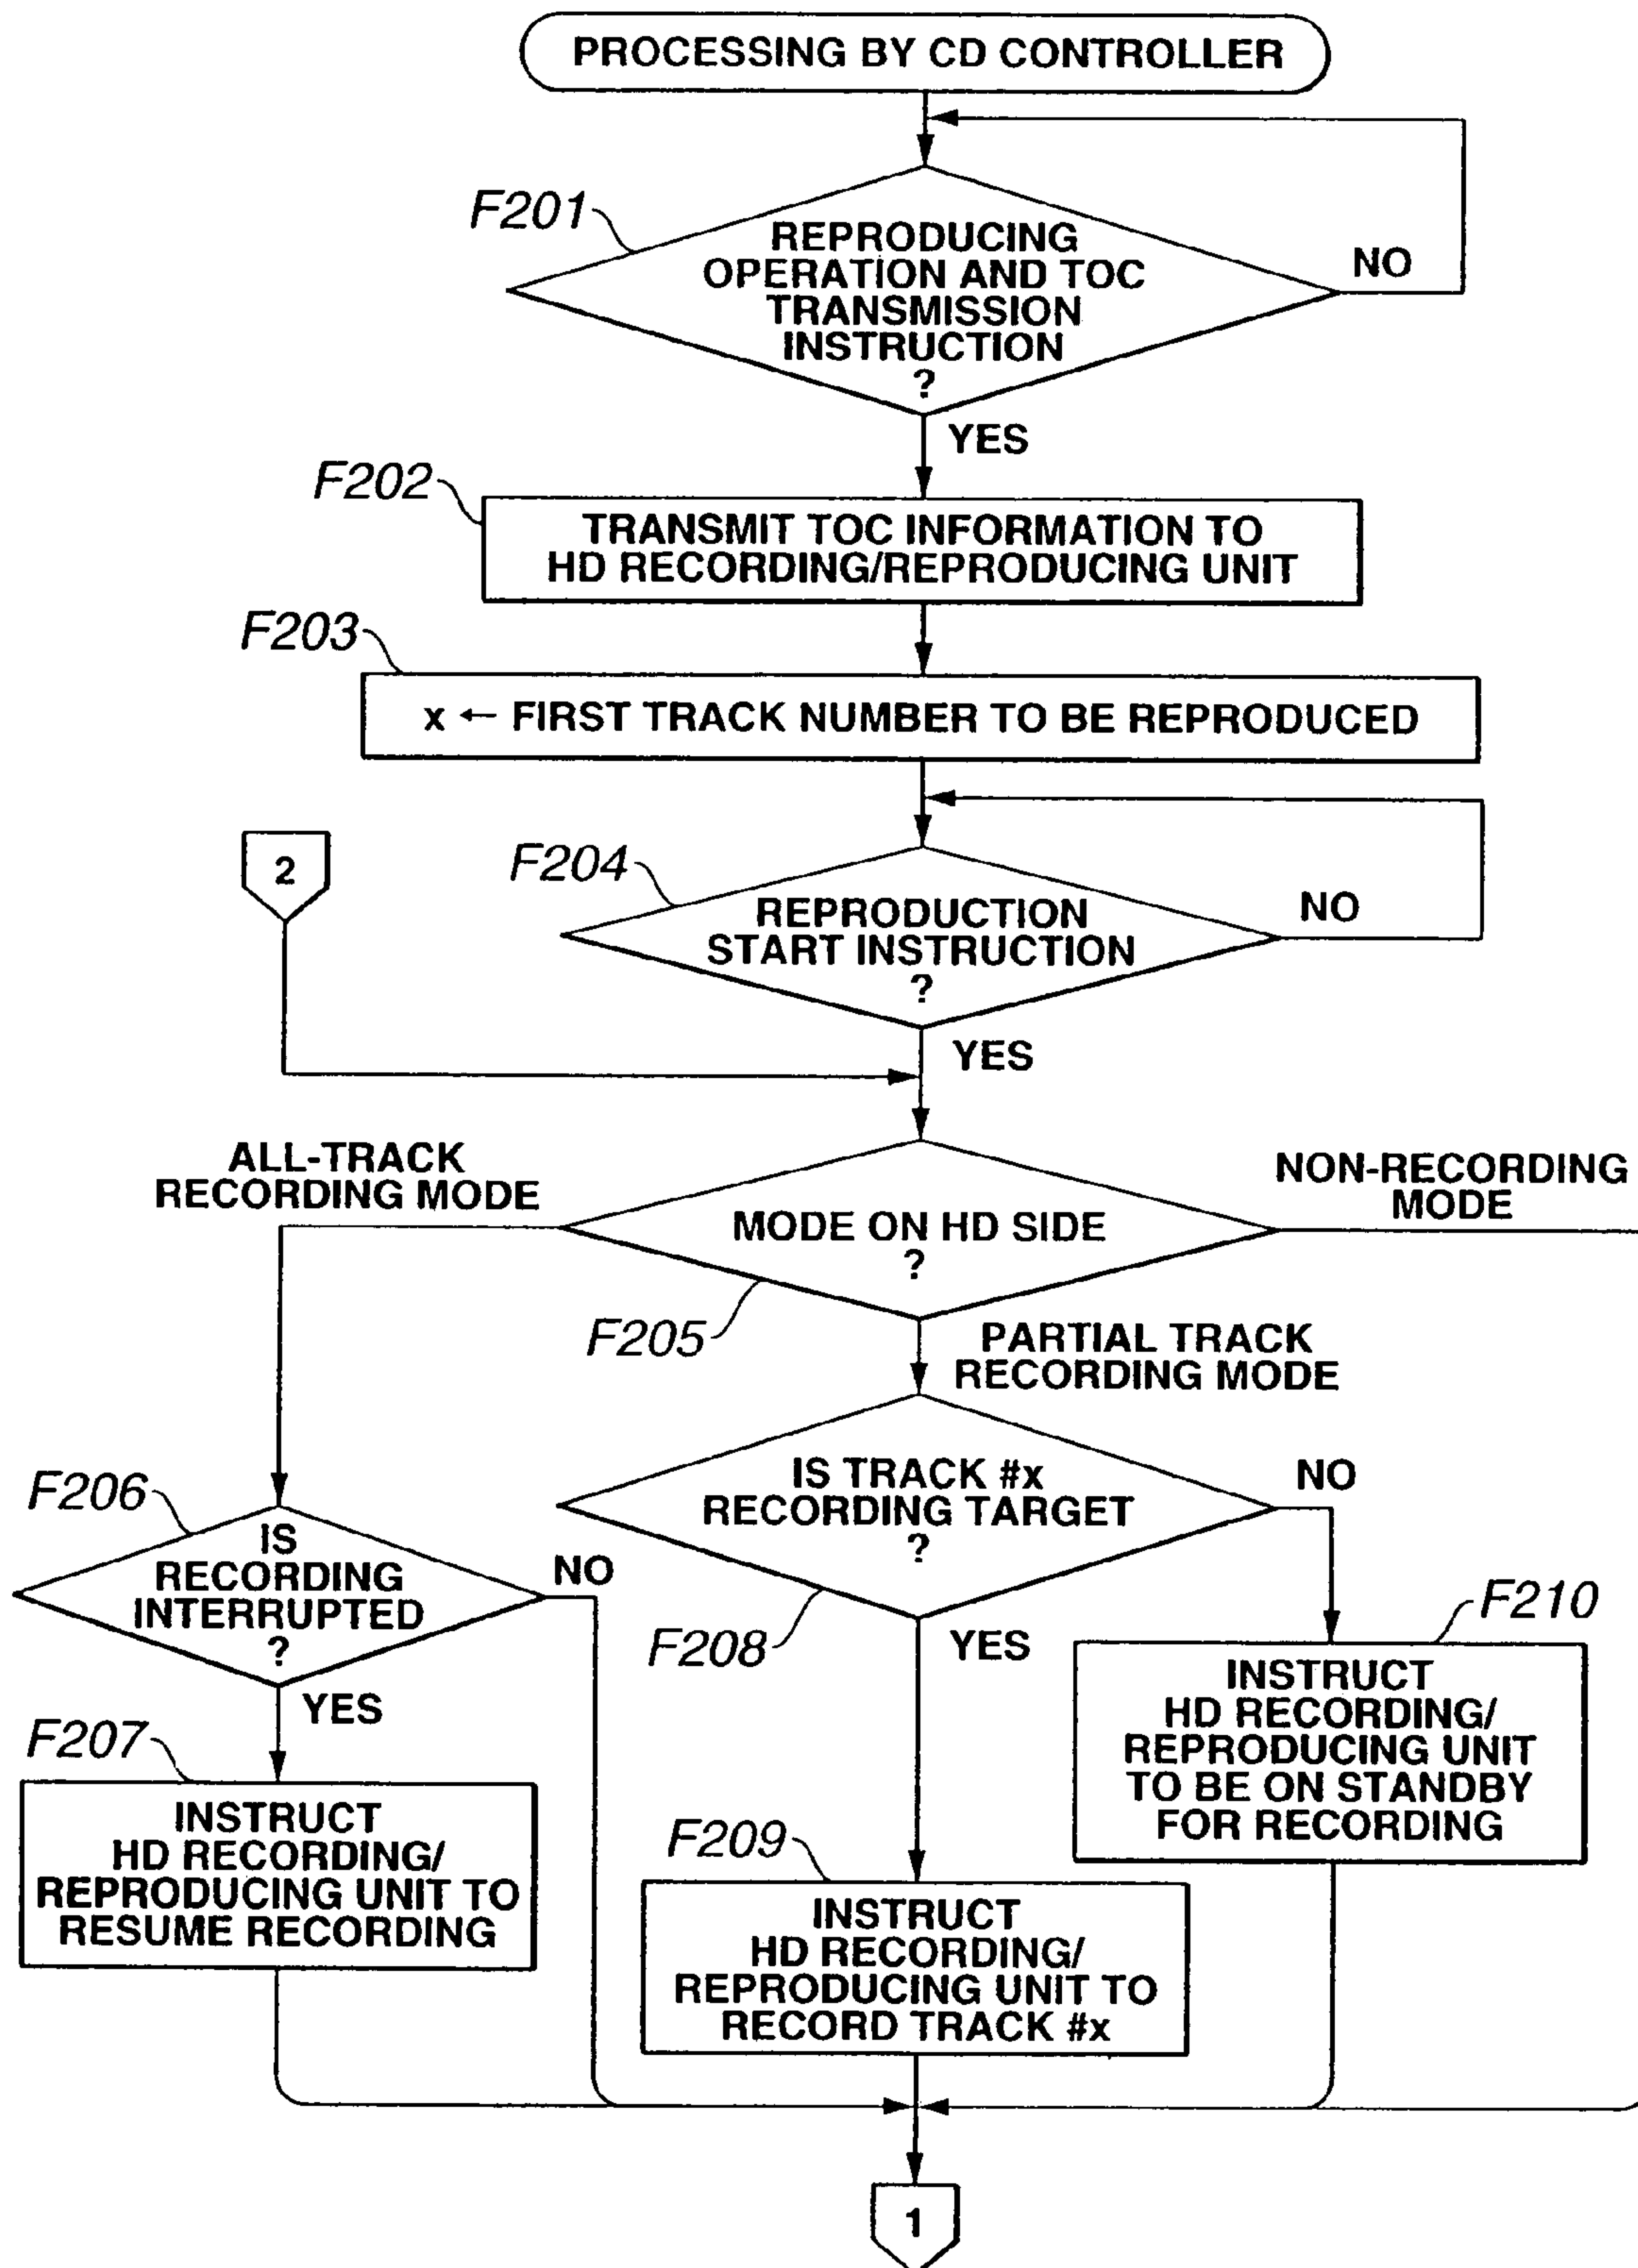 PROCESSING BY CD CONTROLLER
F201
REPRODUCING
OPERATION AND TOC
TRANSMISSION
INSTRUCTION
?
NO
YES
F202
TRANSMIT TOC INFORMATION TO
HD RECORDING/REPRODUCING UNIT
F203
x ← FIRST TRACK NUMBER TO BE REPRODUCED
2
F204
REPRODUCTION
START INSTRUCTION
?
NO
YES
ALL-TRACK
RECORDING MODE
NON-RECORDING
MODE
MODE ON HD SIDE
?
F205
PARTIAL TRACK
RECORDING MODE
F206
IS
RECORDING
INTERRUPTED
?
NO
YES
IS TRACK #x
RECORDING TARGET
?
NO
F208
YES
F210
INSTRUCT
HD RECORDING/
REPRODUCING UNIT
TO BE ON STANDBY
FOR RECORDING
F207
INSTRUCT
HD RECORDING/
REPRODUCING UNIT TO
RESUME RECORDING
F209
INSTRUCT
HD RECORDING/
REPRODUCING UNIT TO
RECORD TRACK #x
1